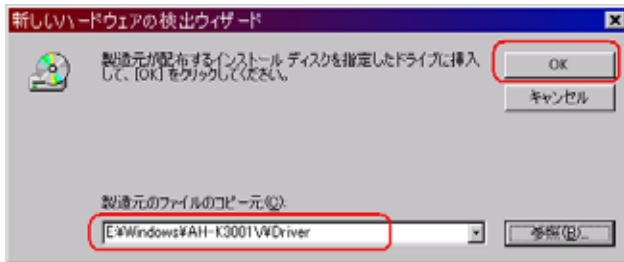 新しいハードウェアの検出ウィザード
製造元が配布するインストール ディスクを指定したドライブに挿入
して、[OK] をクリックしてください。
OK
キャンセル
製造元のファイルのコピー元(C):
E:¥Windows¥AH-K3001V¥Driver
参照(B)...